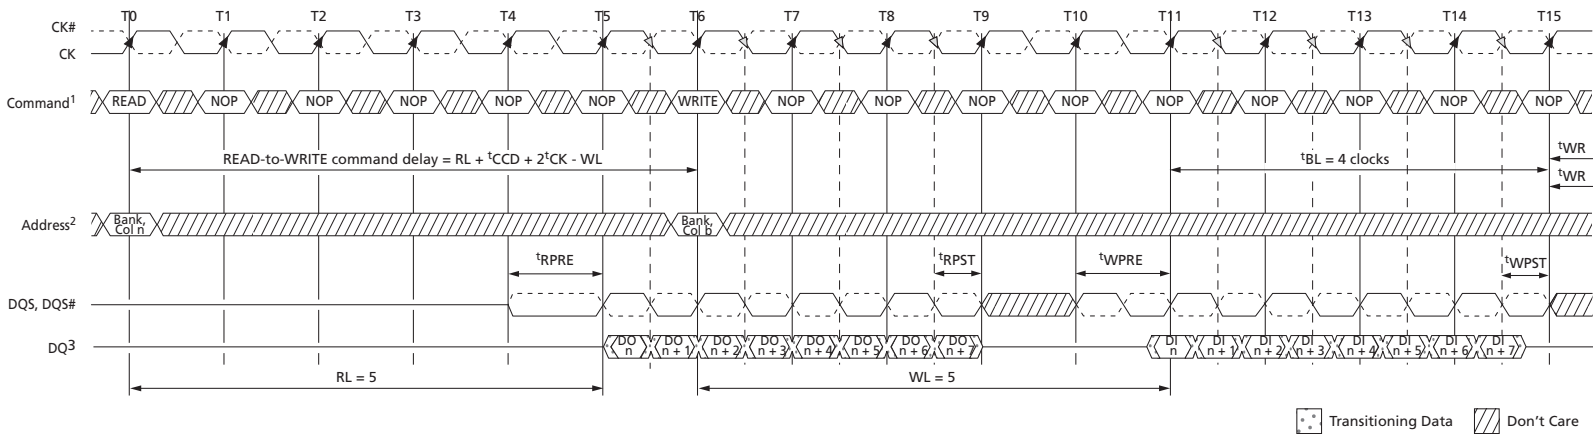 T0 T1 T2 T3 T4 T5 T6 T7 T8 T9 T10 T11 T12 T13 T14 T15
CK#
CK
Command1 READ NOP NOP NOP NOP NOP WRITE NOP NOP NOP NOP NOP NOP NOP NOP NOP
READ-to-WRITE command delay = RL + tCCD + 2tCK - WL
tBL = 4 clocks
tWR
tWR
Address2 Bank, Col n Bank, Col b
tRPRE tRPST tWPRE tWPST
DQS, DQS#
DQ3 DO n DO n + 1 DO n + 2 DO n + 3 DO n + 4 DO n + 5 DO n + 6 DO n + 7 DI n DI n + 1 DI n + 2 DI n + 3 DI n + 4 DI n + 5 DI n + 6 DI n + 7
RL = 5 WL = 5
Transitioning Data Don't Care